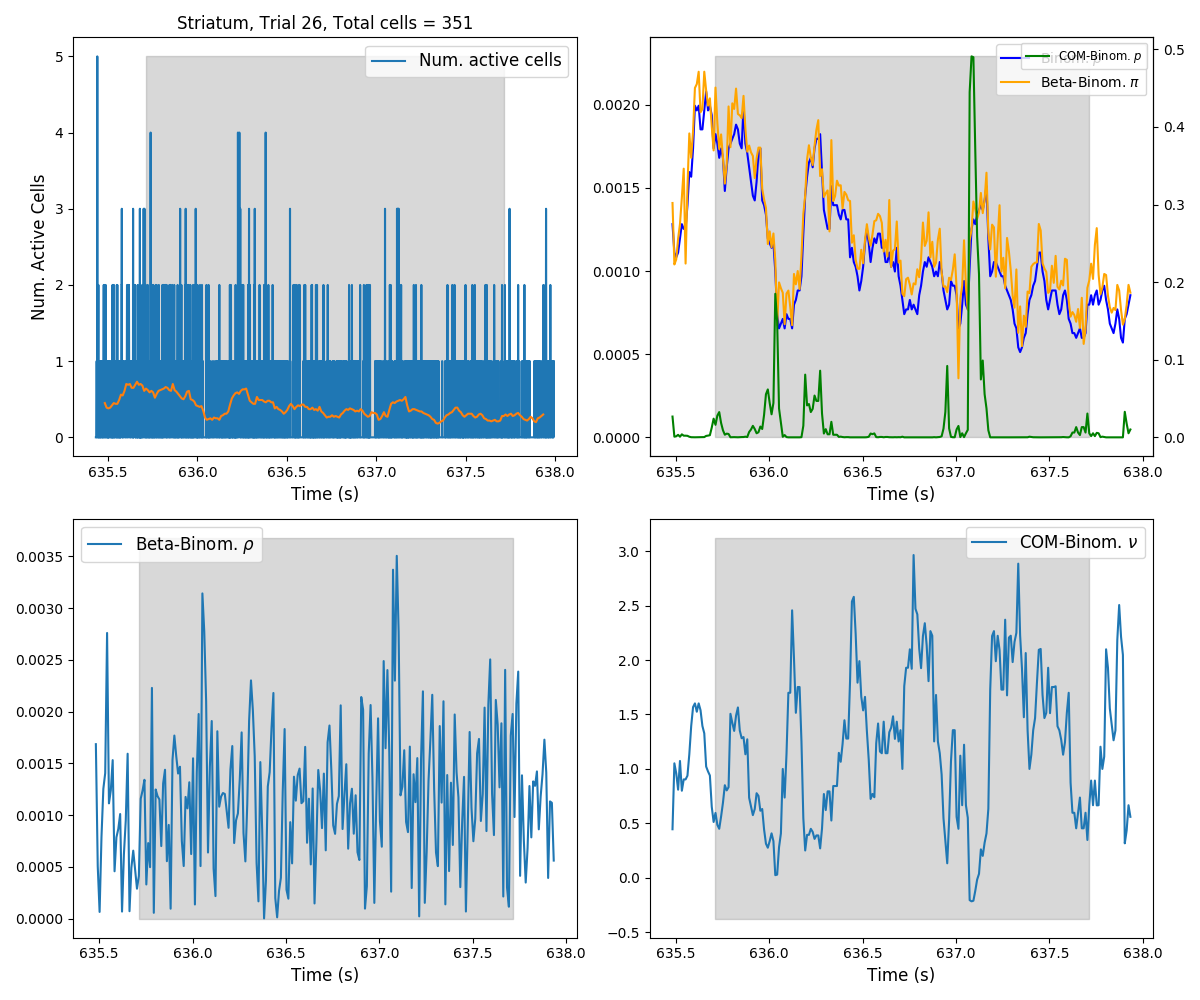 Striatum, Trial 26, Total cells = 351
Num. active cells
Num. Active Cells
5
4
3
2
1
0
635.5 636.0 636.5 637.0 637.5 638.0
Time (s)
COM-Binom. p
Beta-Binom. π
0.0020
0.0015
0.0010
0.0005
0.0000
0.5
0.4
0.3
0.2
0.1
0.0
635.5 636.0 636.5 637.0 637.5 638.0
Time (s)
Beta-Binom. ρ
0.0035
0.0030
0.0025
0.0020
0.0015
0.0010
0.0005
0.0000
635.5 636.0 636.5 637.0 637.5 638.0
Time (s)
COM-Binom. ν
3.0
2.5
2.0
1.5
1.0
0.5
0.0
−0.5
635.5 636.0 636.5 637.0 637.5 638.0
Time (s)